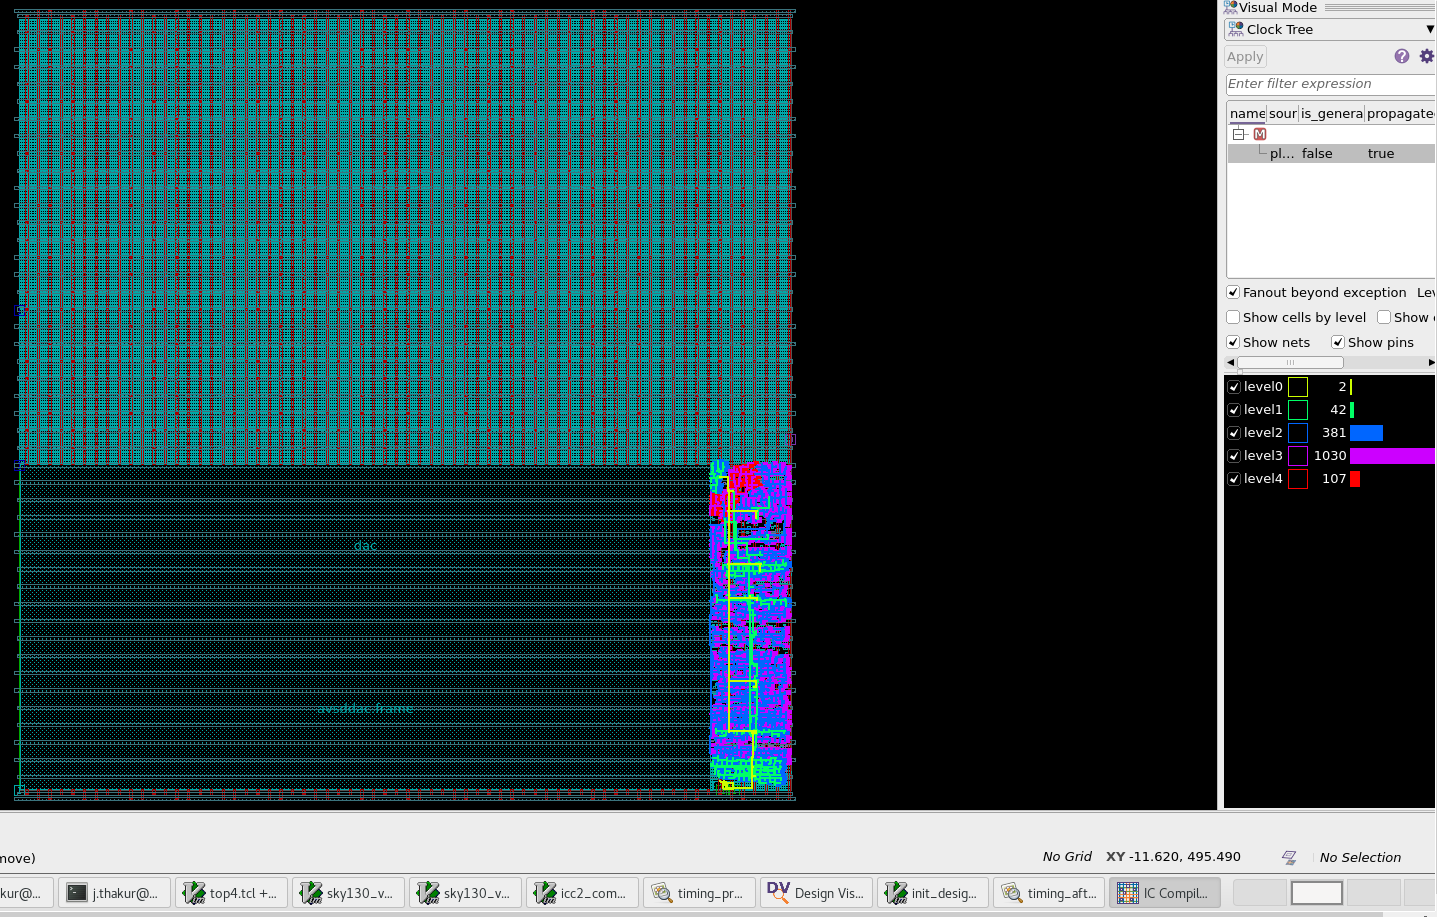 Visual Mode
Clock Tree
Apply
Enter filter expression
name sour is_genera propagate
M
pl... false true
Fanout beyond exception Lev
Show cells by level Show
Show nets Show pins
level0 2
level1 42
level2 381
level3 1030
level4 107
dac
avsddac.frame
move)
No Grid XY -11.620, 495.490 No Selection
kur@... j.thakur@... top4.tcl +... sky130_v... sky130_v... icc2_com... timing_pr... DV Design Vis... init_desig... timing_aft... IC Compil...